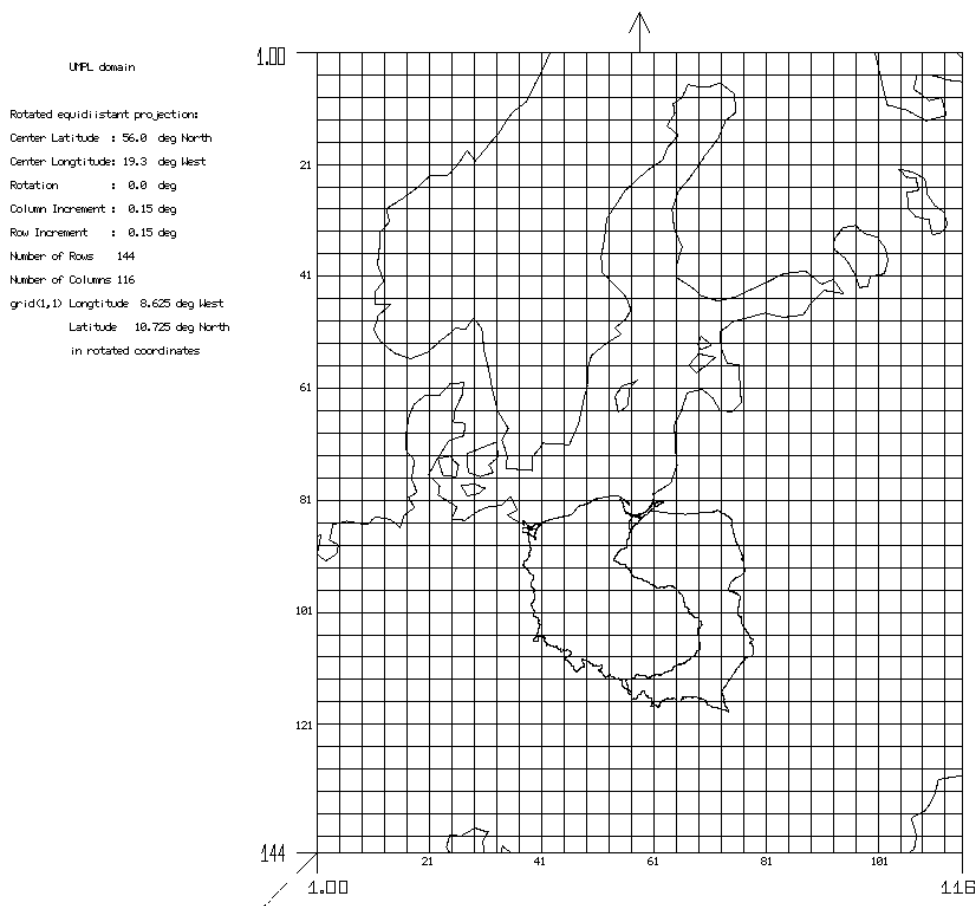 UMPL domain
Rotated equidiistant projection:
Center Latitude : 56.0 deg North
Center Longtitude: 19.3 deg West
Rotation : 0.0 deg
Column Increment : 0.15 deg
Row Increment : 0.15 deg
Number of Rows 144
Number of Columns 116
grid(1,1) Longtitude 8.625 deg West
Latitude 10.725 deg North
in rotated coordinates
1.00
21
41
61
81
101
121
144
21
41
61
81
101
1.00
116